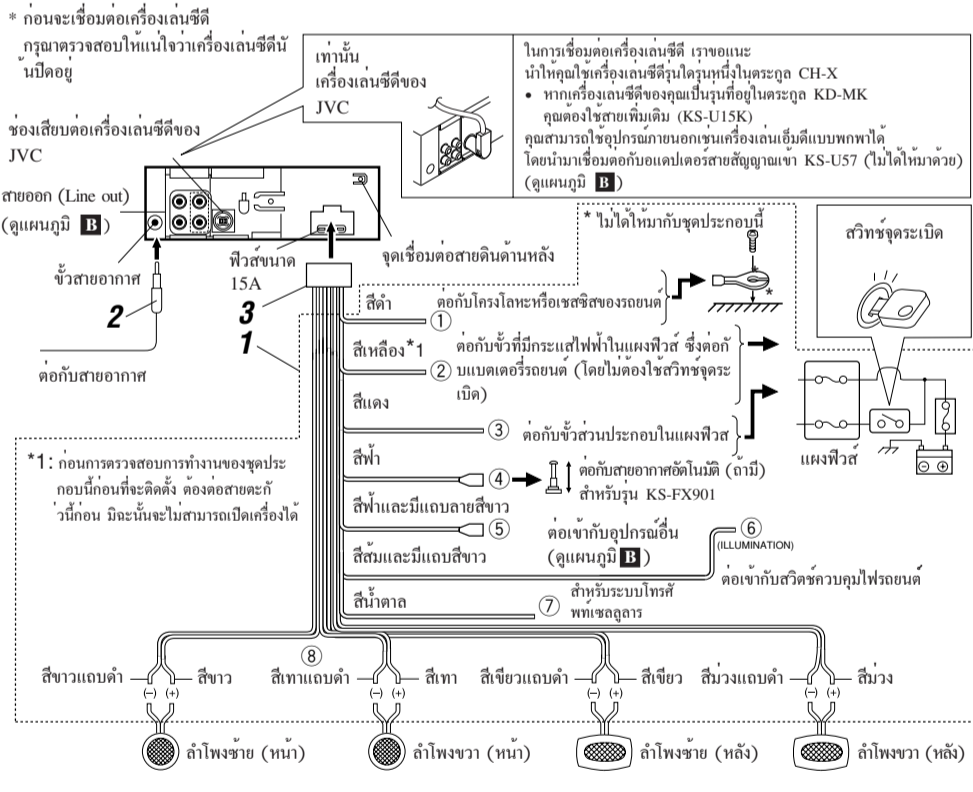 * ก่อนจะเชื่อมต่อเครื่องเล่นซีดี
กรุณาตรวจสอบให้แน่ใจว่าเครื่องเล่นซีดีนั
้นปิดอยู่
เท่านั้น
เครื่องเล่นซีดีของ
JVC
ในการเชื่อมต่อเครื่องเล่นซีดี เราขอแนะ
นำให้คุณใช้เครื่องเล่นซีดีรุ่นใดรุ่นหนึ่งในตระกูล CH-X
• หากเครื่องเล่นซีดีของคุณเป็นรุ่นที่อยู่ในตระกูล KD-MK
คุณต้องใช้สายเพิ่มเติม (KS-U15K)
คุณสามารถใช้อุปกรณ์ภายนอกเช่นเครื่องเล่นเอ็มดีแบบพกพาได้
โดยนำมาเชื่อมต่อกับอแดปเตอร์สายสัญญาณเข้า KS-U57 (ไม่ได้ให้มาด้วย)
(ดูแผนภูมิ B )
ช่องเสียบต่อเครื่องเล่นซีดีของ
JVC
สายออก (Line out)
(ดูแผนภูมิ B )
ขั้วสายอากาศ
2
ต่อกับสายอากาศ
ฟิวส์ขนาด
15A
3
1
จุดเชื่อมต่อสายดินด้านหลัง
* ไม่ได้ให้มากับชุดประกอบนี้
*
สวิทช์จุดระเบิด
สีดำ
ต่อกับโครงโลหะหรือเชสซิสของรถยนต์
①
สีเหลือง*1
ต่อกับขั้วที่มีกระแสไฟฟ้าในแผงฟิวส์ ซึ่งต่อกั
บแบตเตอรี่รถยนต์ (โดยไม่ต้องใช้สวิทช์จุดระ
เบิด)
②
สีแดง
③ ต่อกับขั้วส่วนประกอบในแผงฟิวส
แผงฟิวส์
*1: ก่อนการตรวจสอบการทำงานของชุดประ
กอบนี้ก่อนที่จะติดตั้ง ต้องต่อสายตะกั
่วนี้ก่อน มิฉะนั้นจะไม่สามารถเปิดเครื่องได้
สีฟ้า
④
ต่อกับสายอากาศอัตโนมัติ (ถ้ามี)
สำหรับรุ่น KS-FX901
สีฟ้าและมีแถบลายสีขาว
⑤ ต่อเข้ากับอุปกรณ์อื่น
(ดูแผนภูมิ B )
สีส้มและมีแถบสีขาว
⑥
(ILLUMINATION)
ต่อเข้ากับสวิตช์ควบคุมไฟรถยนต์
สีน้ำตาล
⑦ สำหรับระบบโทรศั
พท์เซลลูลาร
⑧
สีขาวแถบดำ (–) (+) สีขาว
สีเทาแถบดำ (–) (+) สีเทา
สีเขียวแถบดำ (–) (+) สีเขียว
สีม่วงแถบดำ (–) (+) สีม่วง
ลำโพงซ้าย (หน้า)
ลำโพงขวา (หน้า)
ลำโพงซ้าย (หลัง)
ลำโพงขวา (หลัง)